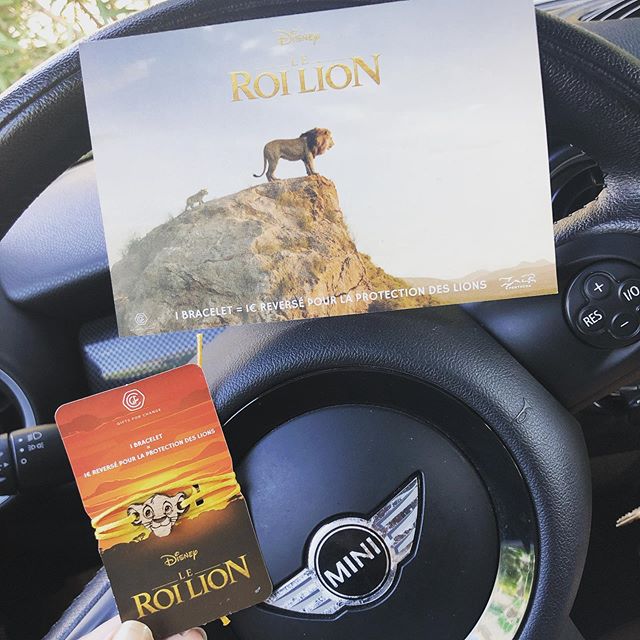 Disney
LE
ROI LION
1 BRACELET = 1€ REVERSÉ POUR LA PROTECTION DES LIONS
+
RES
I/O
GIFTS FOR CHANGE
1 BRACELET
=
1€ REVERSÉ POUR LA PROTECTION DES LIONS
Disney
LE
ROI LION
MINI